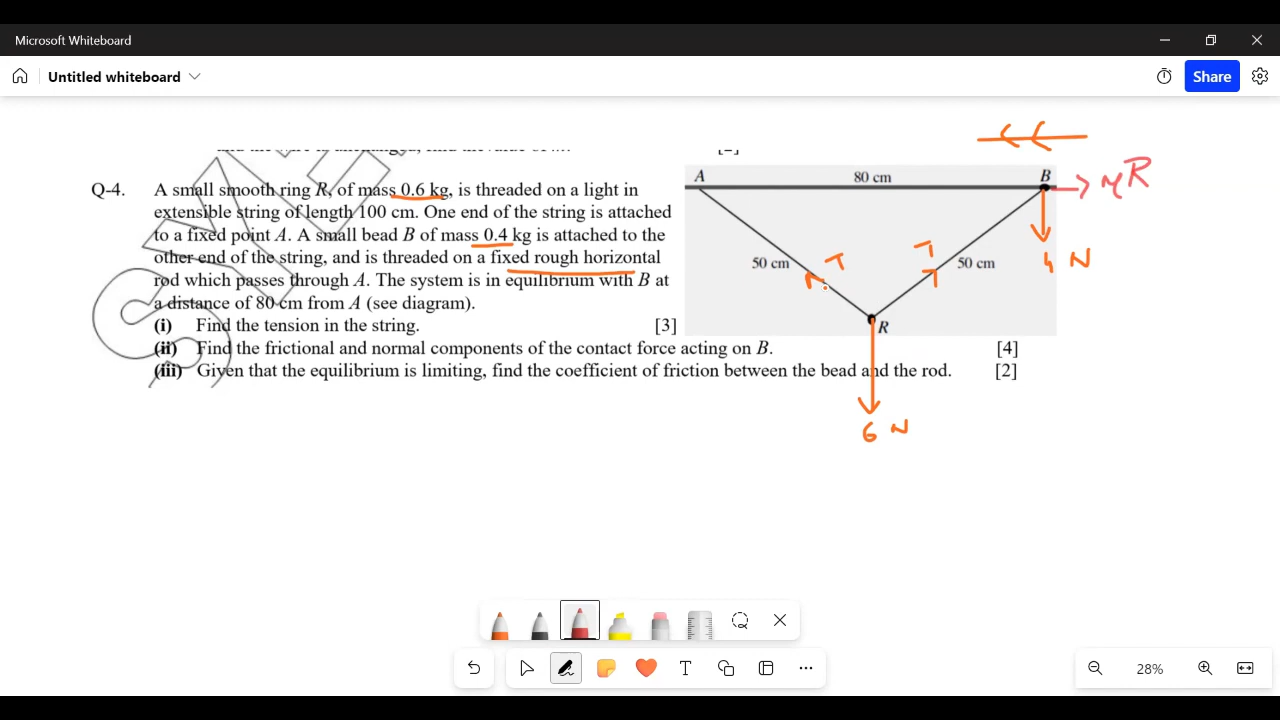 Microsoft Whiteboard
Untitled whiteboard
Share
Q-4. A small smooth ring R, of mass 0.6 kg, is threaded on a light in
extensible string of length 100 cm. One end of the string is attached
to a fixed point A. A small bead B of mass 0.4 kg is attached to the
other end of the string, and is threaded on a fixed rough horizontal
rod which passes through A. The system is in equilibrium with B at
a distance of 80 cm from A (see diagram).
(i) Find the tension in the string. [3]
(ii) Find the frictional and normal components of the contact force acting on B. [4]
(iii) Given that the equilibrium is limiting, find the coefficient of friction between the bead and the rod. [2]
A 80 cm B
R
50 cm T T 50 cm
4 N
R
6 N
28%